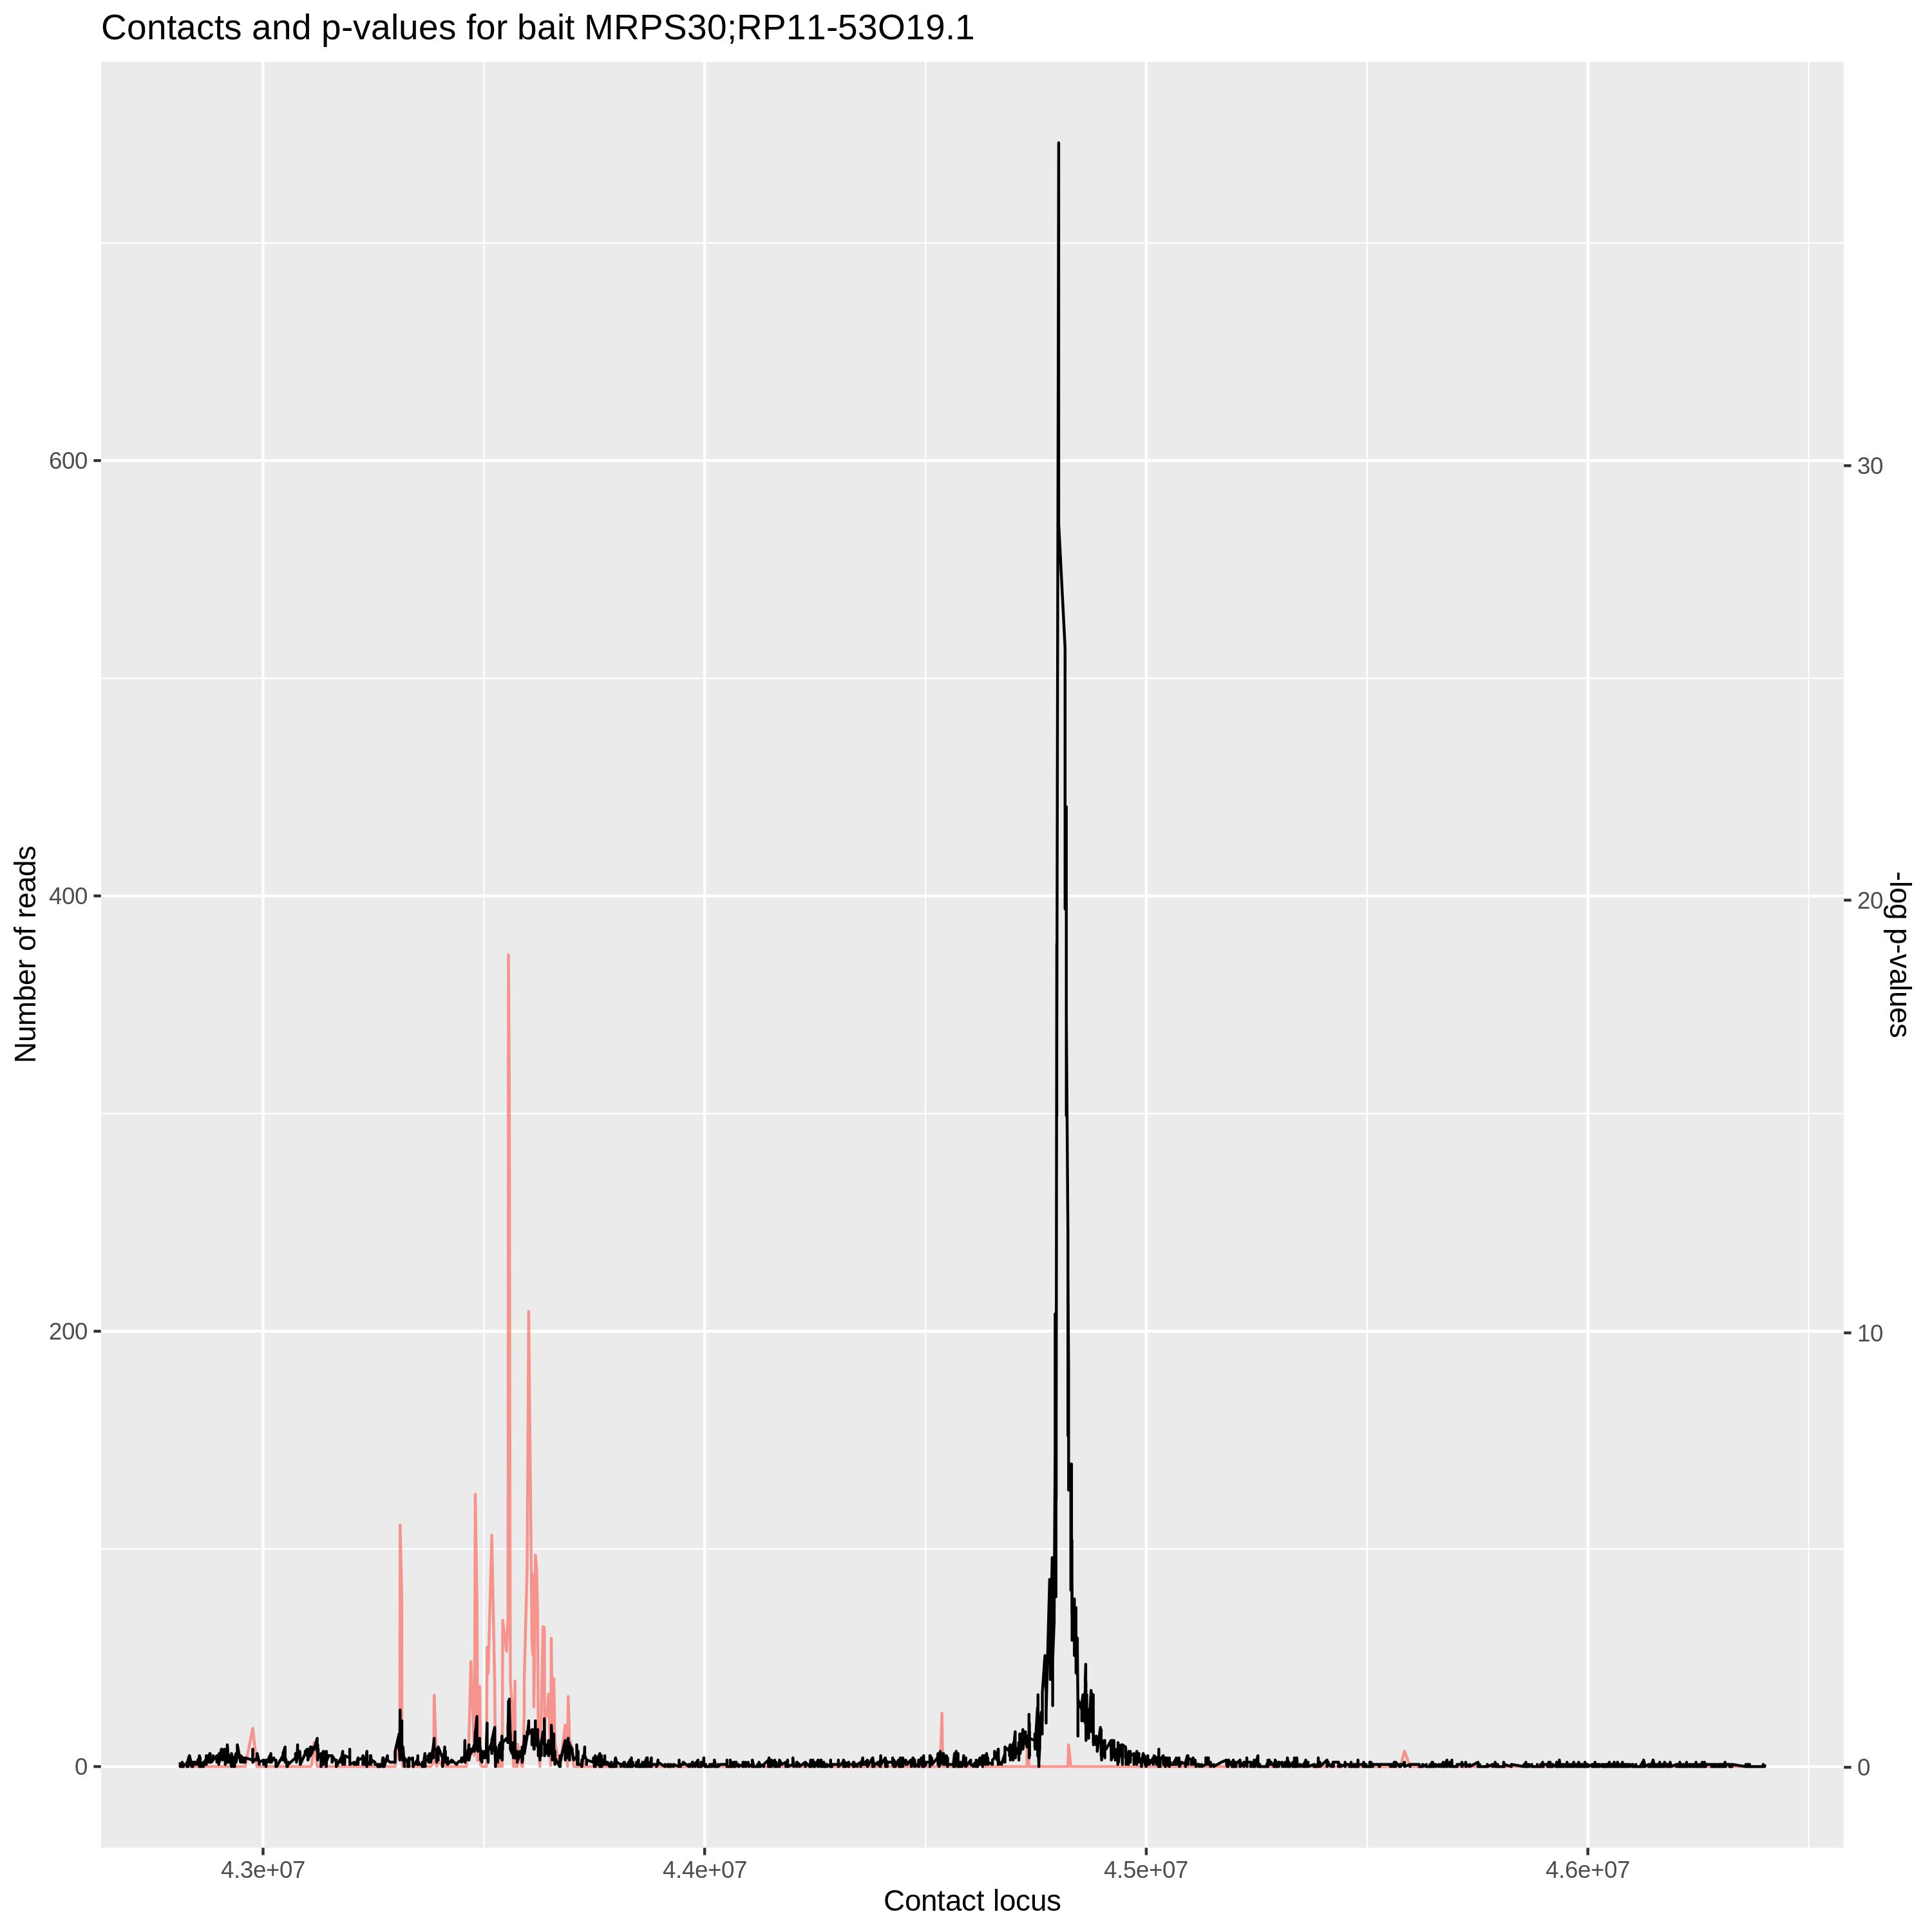 Contacts and p-values for bait MRPS30;RP11-53O19.1
600
400
200
0
30
20
10
0
Number of reads
-log p-values
4.3e+07 4.4e+07 4.5e+07 4.6e+07
Contact locus